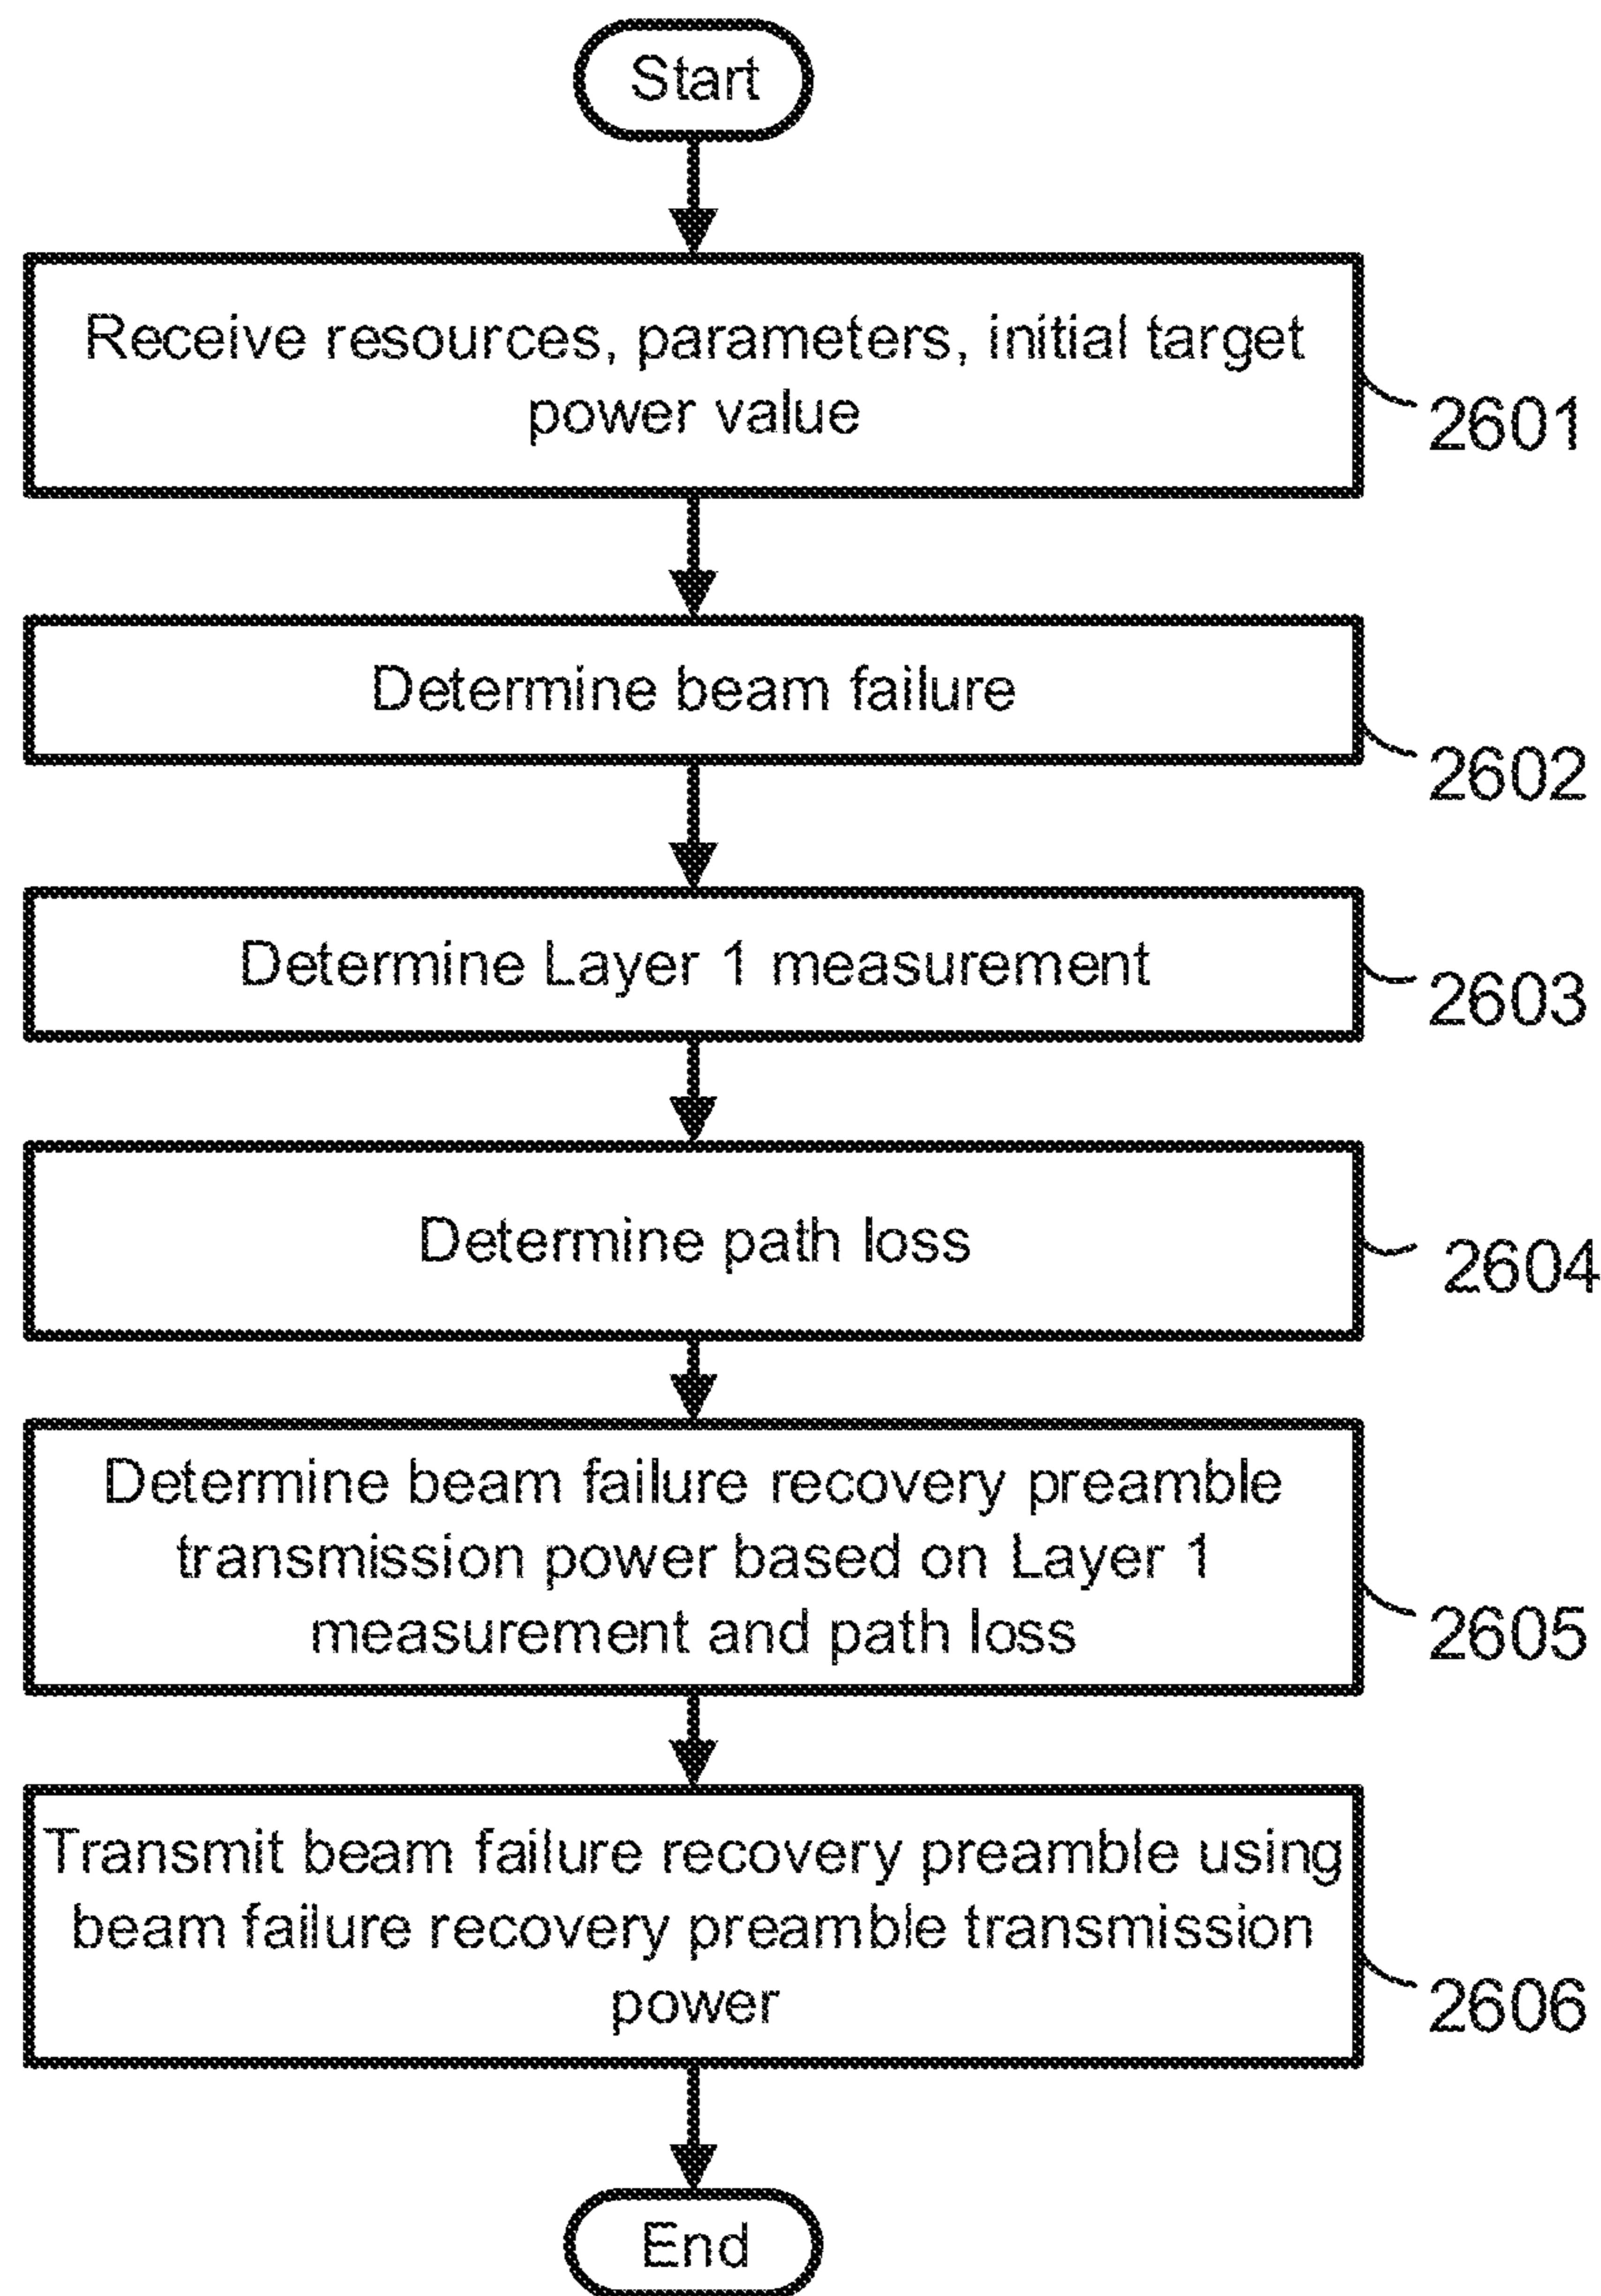 Start
Receive resources, parameters, initial target
power value
2601
Determine beam failure
2602
Determine Layer 1 measurement
2603
Determine path loss
2604
Determine beam failure recovery preamble
transmission power based on Layer 1
measurement and path loss
2605
Transmit beam failure recovery preamble using
beam failure recovery preamble transmission
power
2606
End